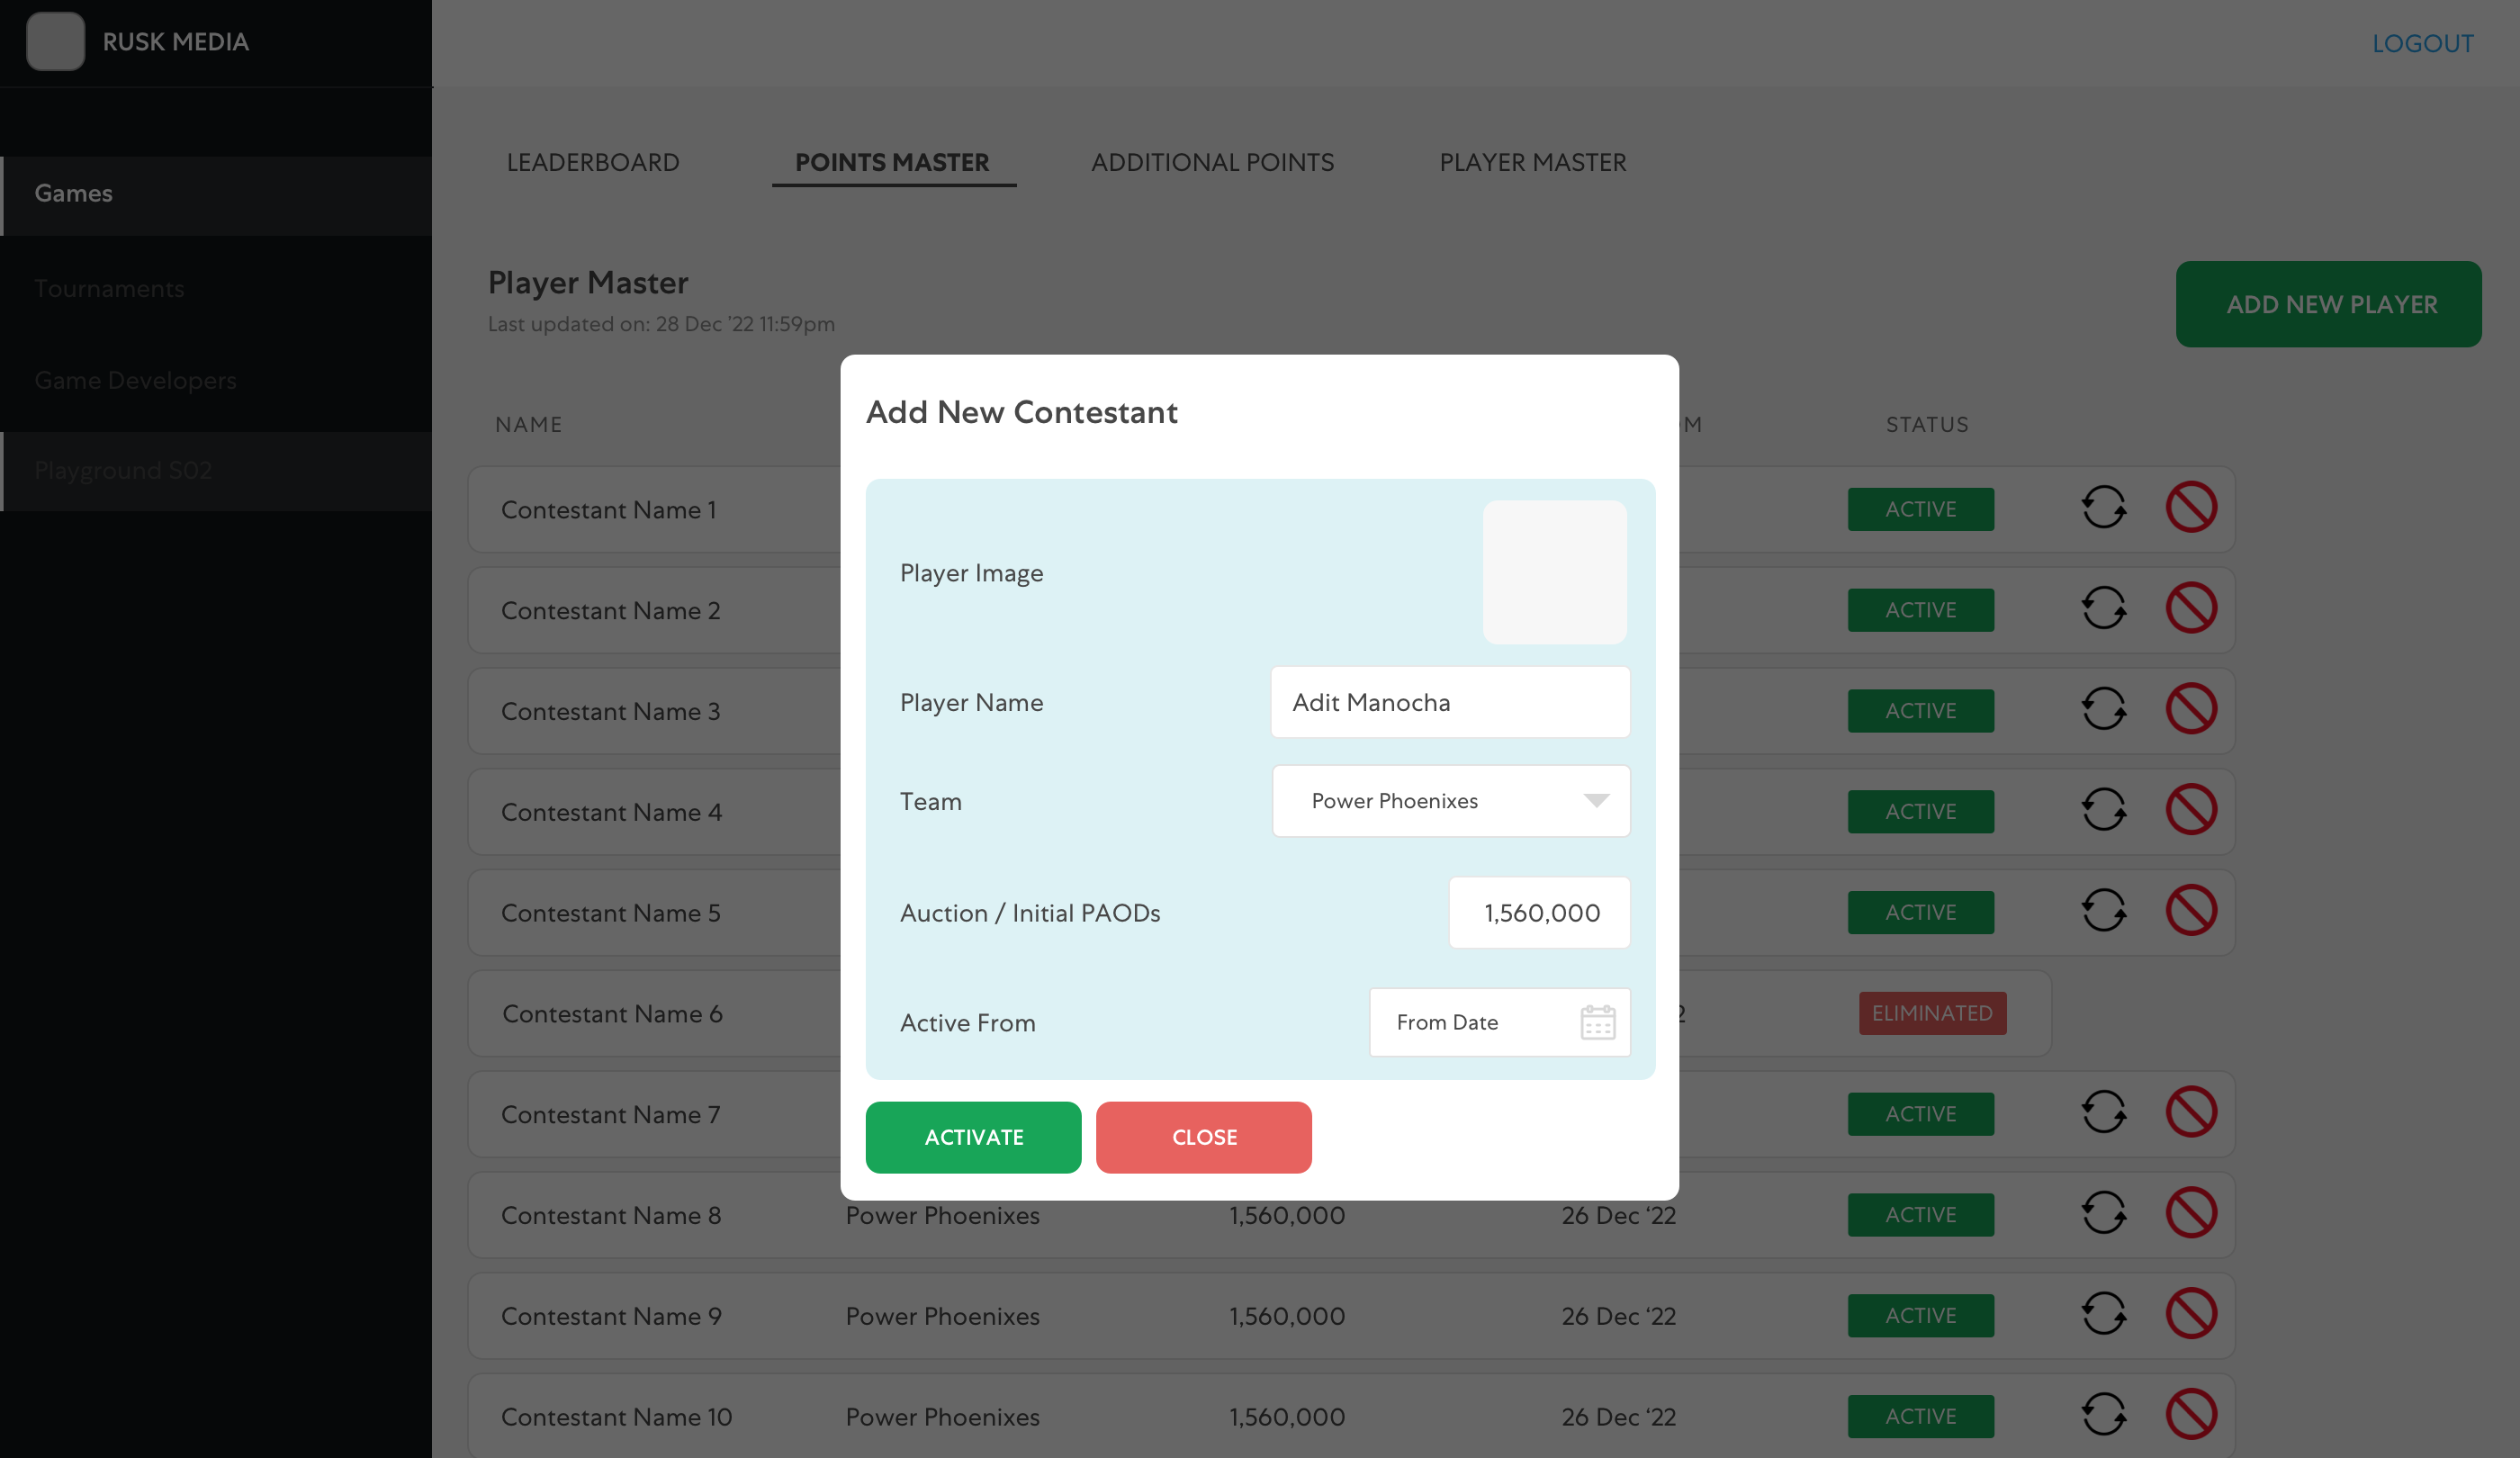 RUSK MEDIA
LOGOUT
Games
Tournaments
Game Developers
Playground S02
LEADERBOARD POINTS MASTER ADDITIONAL POINTS PLAYER MASTER
Player Master
Last updated on: 28 Dec ’22 11:59pm
ADD NEW PLAYER
NAME STATUS
Contestant Name 1 ACTIVE
Contestant Name 2 ACTIVE
Contestant Name 3 ACTIVE
Contestant Name 4 ACTIVE
Contestant Name 5 ACTIVE
Contestant Name 6 ELIMINATED
Contestant Name 7 ACTIVE
Contestant Name 8 Power Phoenixes 1,560,000 26 Dec ‘22 ACTIVE
Contestant Name 9 Power Phoenixes 1,560,000 26 Dec ‘22 ACTIVE
Contestant Name 10 Power Phoenixes 1,560,000 26 Dec ‘22 ACTIVE
Add New Contestant
Player Image
Player Name Adit Manocha
Team Power Phoenixes
Auction / Initial PAODs 1,560,000
Active From From Date
ACTIVATE CLOSE